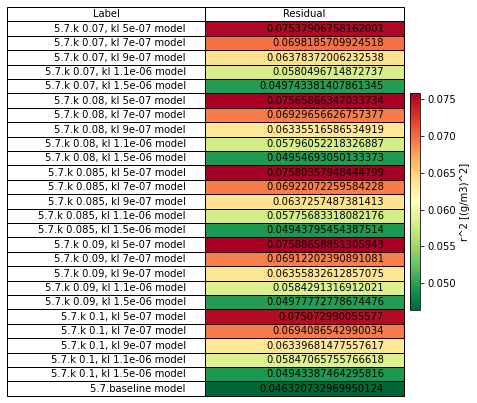 Label Residual
5.7.k 0.07, kl 5e-07 model 0.07537906758162001
5.7.k 0.07, kl 7e-07 model 0.0698185709924518
5.7.k 0.07, kl 9e-07 model 0.06378372006232538
5.7.k 0.07, kl 1.1e-06 model 0.0580496714872737
5.7.k 0.07, kl 1.5e-06 model 0.049743381407861345
5.7.k 0.08, kl 5e-07 model 0.07565866347033734
5.7.k 0.08, kl 7e-07 model 0.06929656626757377
5.7.k 0.08, kl 9e-07 model 0.06335516586534919
5.7.k 0.08, kl 1.1e-06 model 0.05796052218326887
5.7.k 0.08, kl 1.5e-06 model 0.04954693050133373
5.7.k 0.085, kl 5e-07 model 0.07580357948444799
5.7.k 0.085, kl 7e-07 model 0.06922072259584228
5.7.k 0.085, kl 9e-07 model 0.0637257487381413
5.7.k 0.085, kl 1.1e-06 model 0.05775683318082176
5.7.k 0.085, kl 1.5e-06 model 0.04943795454387514
5.7.k 0.09, kl 5e-07 model 0.07588658851305943
5.7.k 0.09, kl 7e-07 model 0.06912202390891081
5.7.k 0.09, kl 9e-07 model 0.06355832612857075
5.7.k 0.09, kl 1.1e-06 model 0.0584291316912021
5.7.k 0.09, kl 1.5e-06 model 0.04977772778674476
5.7.k 0.1, kl 5e-07 model 0.075072990055577
5.7.k 0.1, kl 7e-07 model 0.0694086542990034
5.7.k 0.1, kl 9e-07 model 0.06339681477557617
5.7.k 0.1, kl 1.1e-06 model 0.05847065755766618
5.7.k 0.1, kl 1.5e-06 model 0.04943387464295816
5.7.baseline model 0.046320732969950124
0.075
0.070
0.065
0.060
0.055
0.050
r^2 [(g/m3)^2]